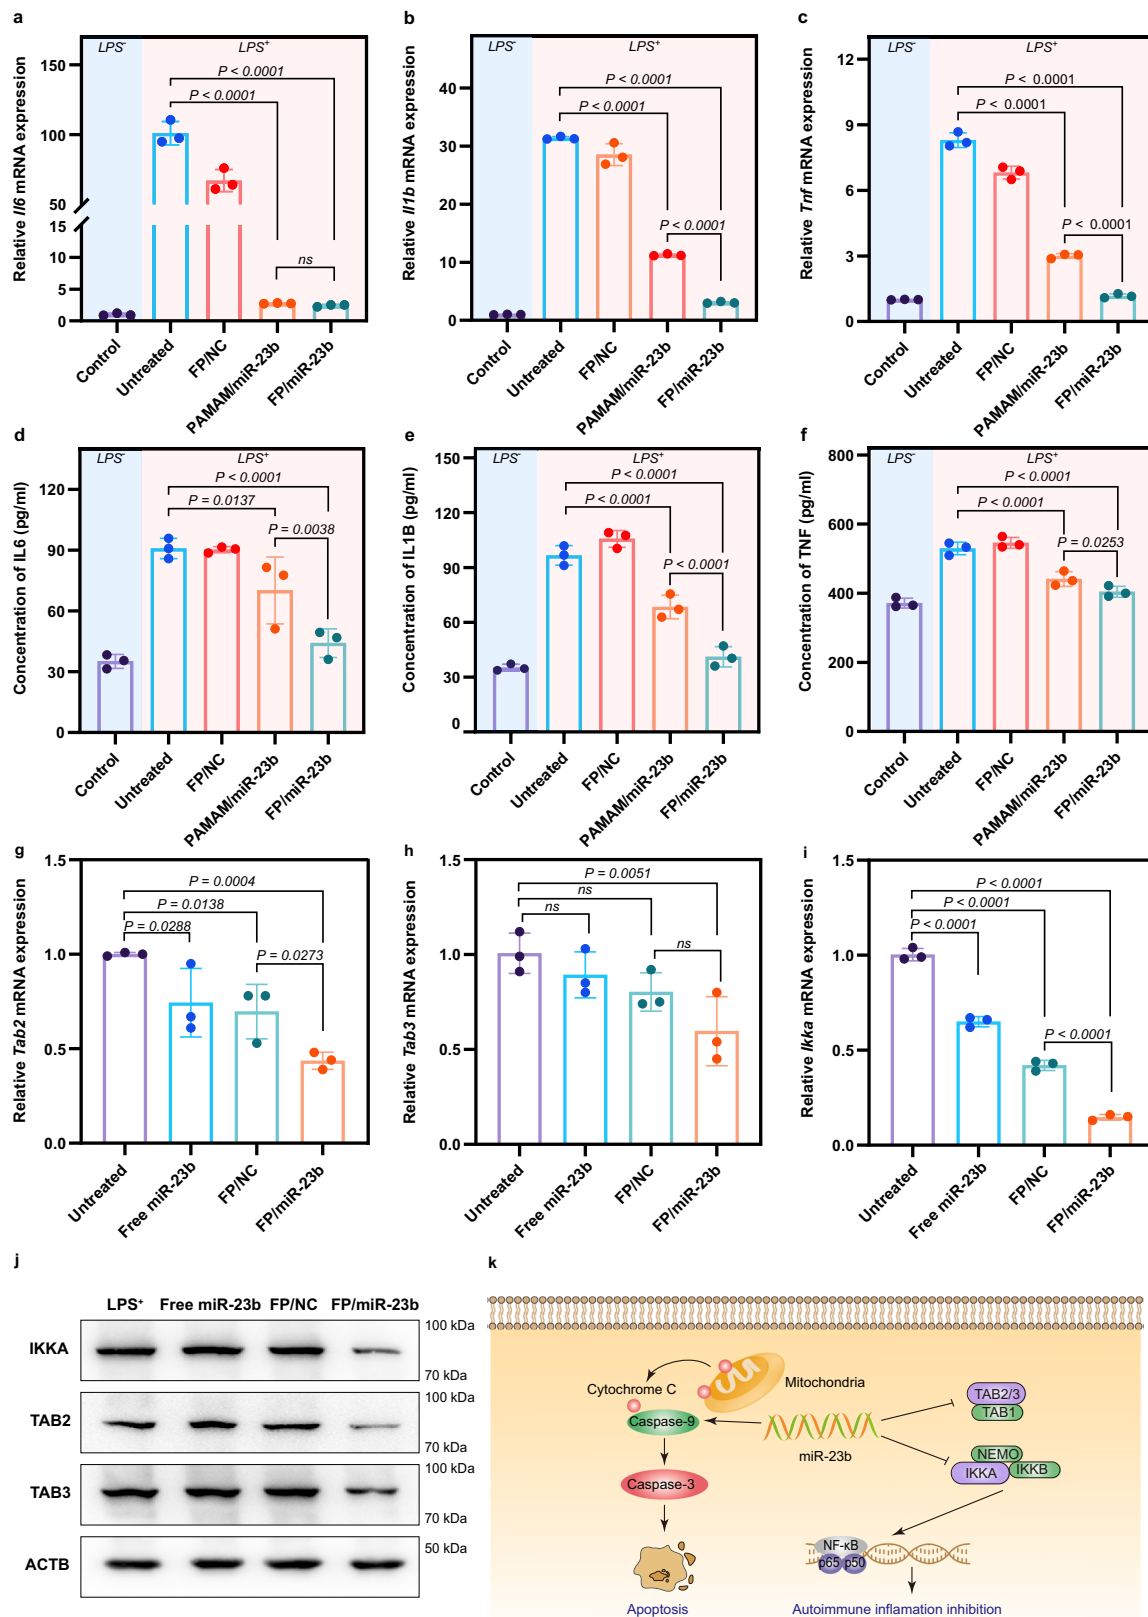 a
LPS-
LPS+
P < 0.0001
P < 0.0001
ns
Relative Il6 mRNA expression
150
100
50
15
10
5
0
Control
Untreated
FP/NC
PAMAM/miR-23b
FP/miR-23b
b
LPS-
LPS+
P < 0.0001
P < 0.0001
P < 0.0001
Relative Il1b mRNA expression
40
30
20
10
0
Control
Untreated
FP/NC
PAMAM/miR-23b
FP/miR-23b
c
LPS-
LPS+
P < 0.0001
P < 0.0001
P < 0.0001
Relative Tnf mRNA expression
12
9
6
3
0
Control
Untreated
FP/NC
PAMAM/miR-23b
FP/miR-23b
d
LPS-
LPS+
P < 0.0001
P = 0.0137
P = 0.0038
Concentration of IL6 (pg/ml)
120
90
60
30
0
Control
Untreated
FP/NC
PAMAM/miR-23b
FP/miR-23b
e
LPS-
LPS+
P < 0.0001
P < 0.0001
P < 0.0001
Concentration of IL1B (pg/ml)
150
120
90
60
30
0
Control
Untreated
FP/NC
PAMAM/miR-23b
FP/miR-23b
f
LPS-
LPS+
P < 0.0001
P < 0.0001
P = 0.0253
Concentration of TNF (pg/ml)
800
600
400
200
0
Control
Untreated
FP/NC
PAMAM/miR-23b
FP/miR-23b
g
P = 0.0004
P = 0.0138
P = 0.0288
P = 0.0273
Relative Tab2 mRNA expression
1.5
1.0
0.5
0.0
Untreated
Free miR-23b
FP/NC
FP/miR-23b
h
P = 0.0051
ns
ns
ns
Relative Tab3 mRNA expression
1.5
1.0
0.5
0.0
Untreated
Free miR-23b
FP/NC
FP/miR-23b
i
P < 0.0001
P < 0.0001
P < 0.0001
P < 0.0001
Relative Ikka mRNA expression
1.5
1.0
0.5
0.0
Untreated
Free miR-23b
FP/NC
FP/miR-23b
j
LPS+ Free miR-23b FP/NC FP/miR-23b
IKKA
100 kDa
70 kDa
TAB2
100 kDa
70 kDa
TAB3
100 kDa
70 kDa
ACTB
50 kDa
k
Cytochrome C
Mitochondria
Caspase-9
miR-23b
TAB2/3
TAB1
NEMO
IKKA
IKKB
Caspase-3
NF-κB
p65 p50
Apoptosis
Autoimmune inflamation inhibition